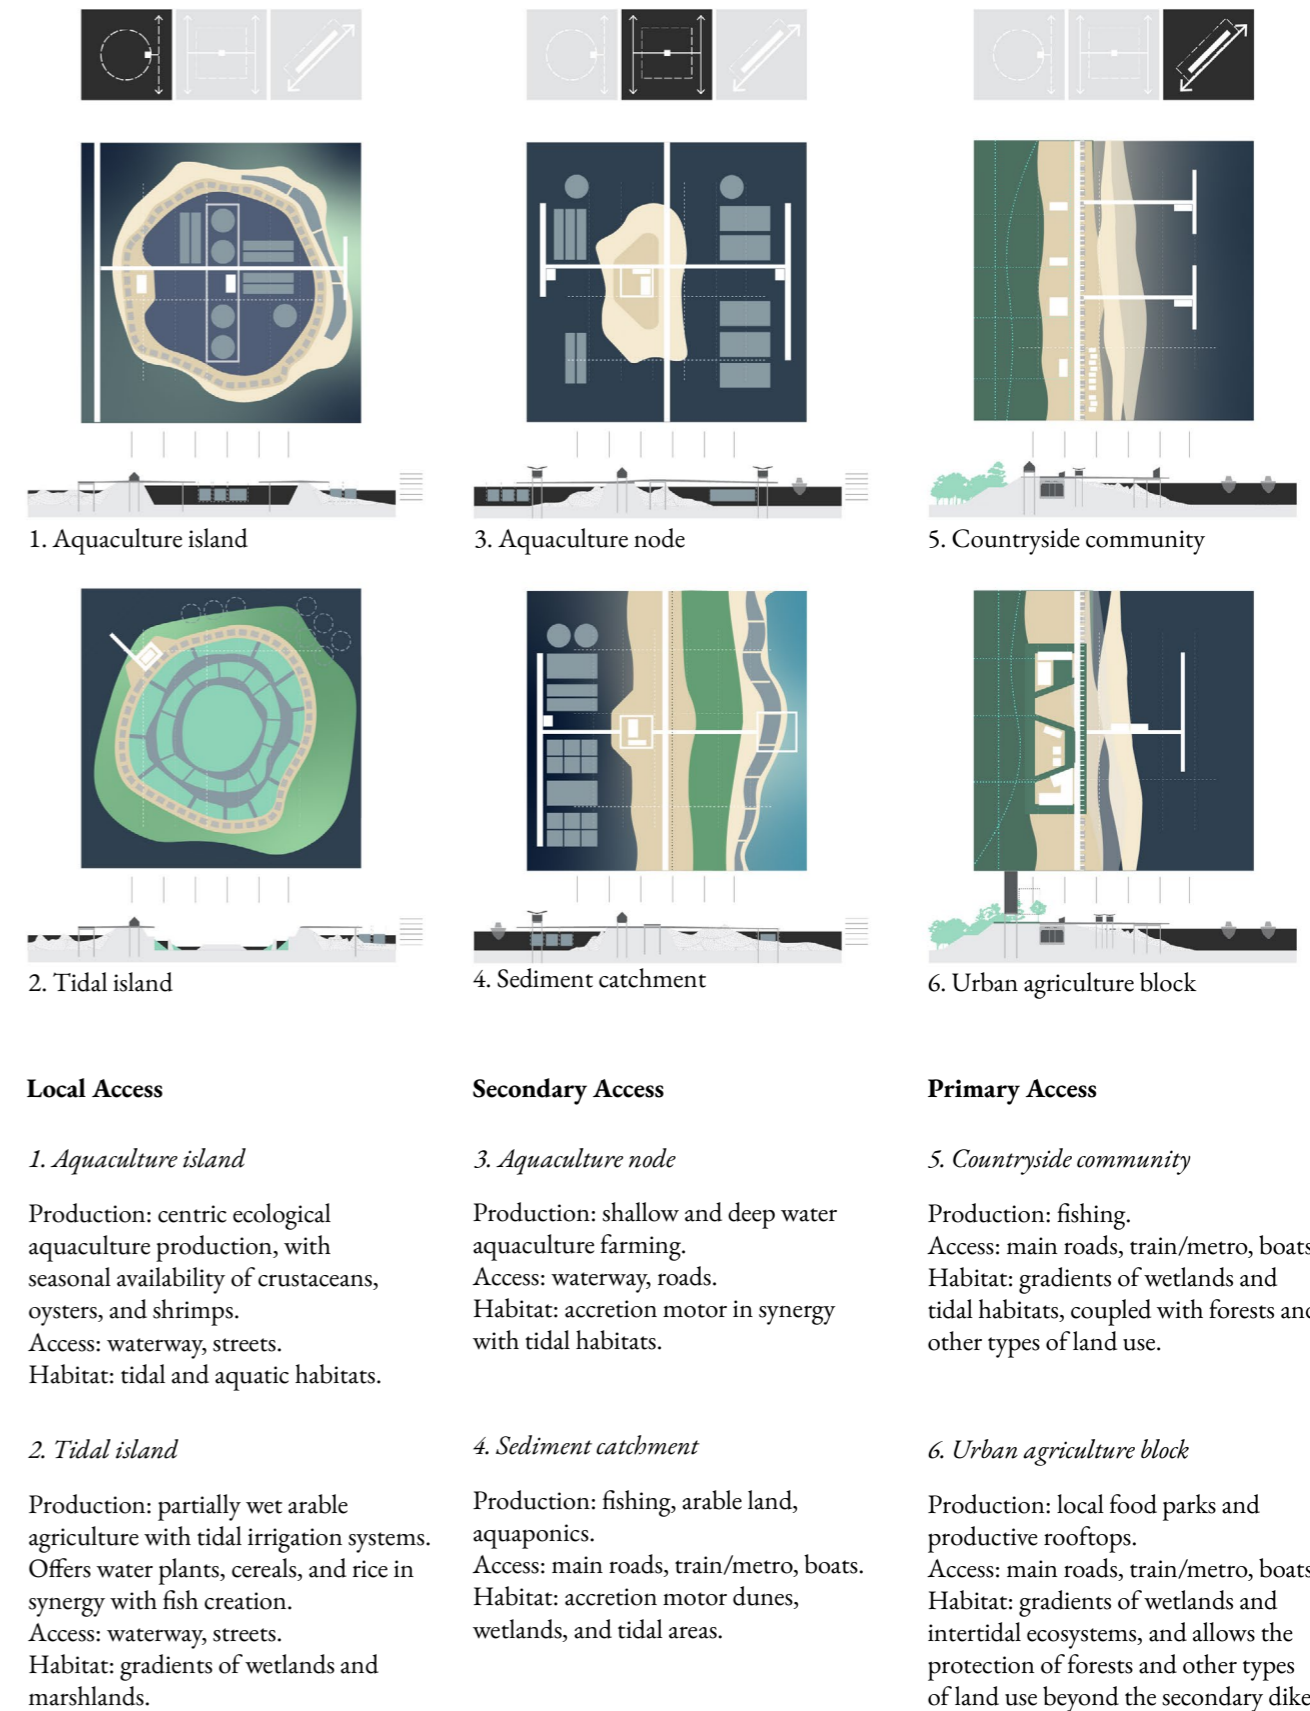 1. Aquaculture island
3. Aquaculture node
5. Countryside community
2. Tidal island
4. Sediment catchment
6. Urban agriculture block
Local Access
1. Aquaculture island
Production: centric ecological
aquaculture production, with
seasonal availability of crustaceans,
oysters, and shrimps.
Access: waterway, streets.
Habitat: tidal and aquatic habitats.
2. Tidal island
Production: partially wet arable
agriculture with tidal irrigation systems.
Offers water plants, cereals, and rice in
synergy with fish creation.
Access: waterway, streets.
Habitat: gradients of wetlands and
marshlands.
Secondary Access
3. Aquaculture node
Production: shallow and deep water
aquaculture farming.
Access: waterway, roads.
Habitat: accretion motor in synergy
with tidal habitats.
4. Sediment catchment
Production: fishing, arable land,
aquaponics.
Access: main roads, train/metro, boats.
Habitat: accretion motor dunes,
wetlands, and tidal areas.
Primary Access
5. Countryside community
Production: fishing.
Access: main roads, train/metro, boats
Habitat: gradients of wetlands and
tidal habitats, coupled with forests and
other types of land use.
6. Urban agriculture block
Production: local food parks and
productive rooftops.
Access: main roads, train/metro, boats
Habitat: gradients of wetlands and
intertidal ecosystems, and allows the
protection of forests and other types
of land use beyond the secondary dike